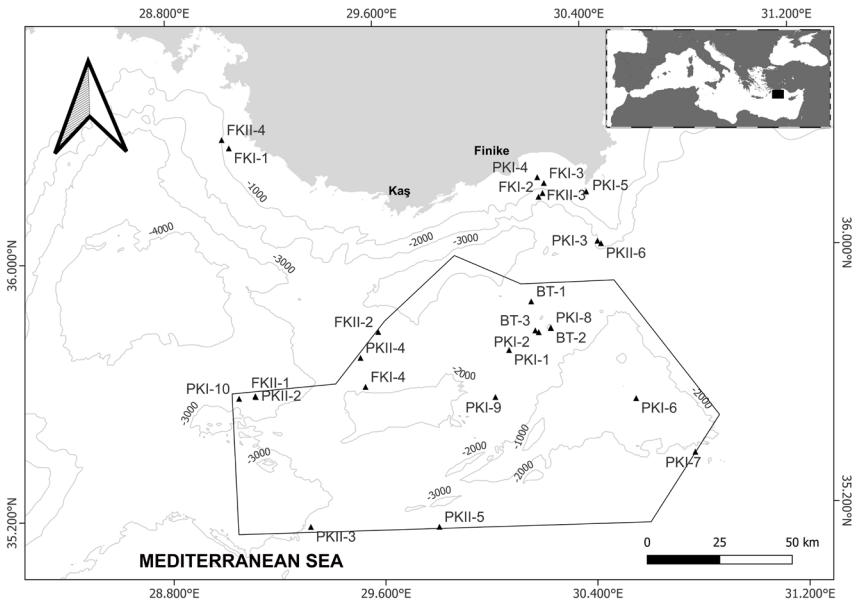 28.800°E
29.600°E
30.400°E
31.200°E
FKII-4
FKI-1
Finike
PKI-4
FKI-3
FKI-2
FKII-3
PKI-5
Kaş
-1000
-4000
-2000
-3000
-3000
PKI-3
PKII-6
36.000°N
36.000°N
BT-1
FKII-2
BT-3
PKI-8
BT-2
PKI-2
PKI-1
PKII-4
FKI-4
-2000
PKI-10
FKII-1
PKII-2
-3000
PKI-9
PKI-6
-2000
-1000
-2000
-3000
PKI-7
-2000
-3000
35.200°N
35.200°N
PKII-3
PKII-5
MEDITERRANEAN SEA
0
25
50 km
28.800°E
29.600°E
30.400°E
31.200°E